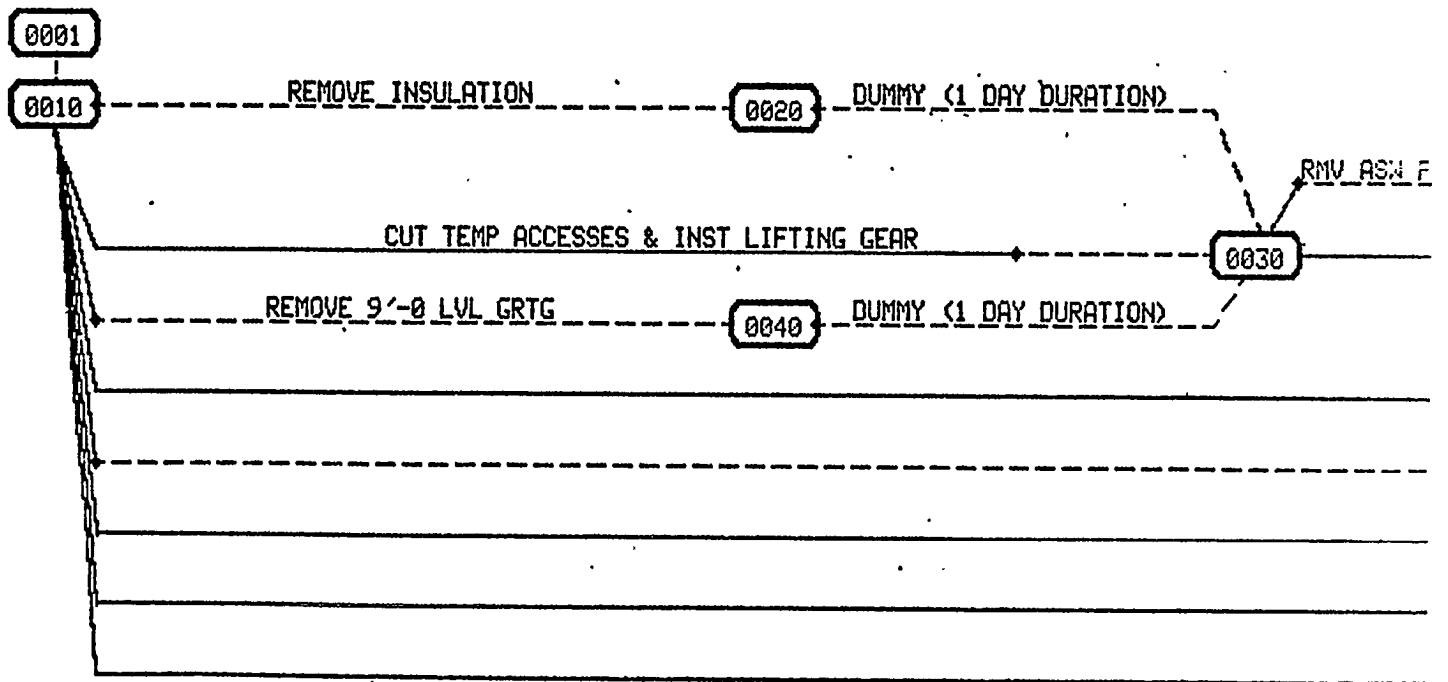 0001
0010 REMOVE INSULATION 0020 DUMMY (1 DAY DURATION)
RMV ASW F
CUT TEMP ACCESSES & INST LIFTING GEAR 0030
REMOVE 9'-0 LVL GRTG 0040 DUMMY (1 DAY DURATION)